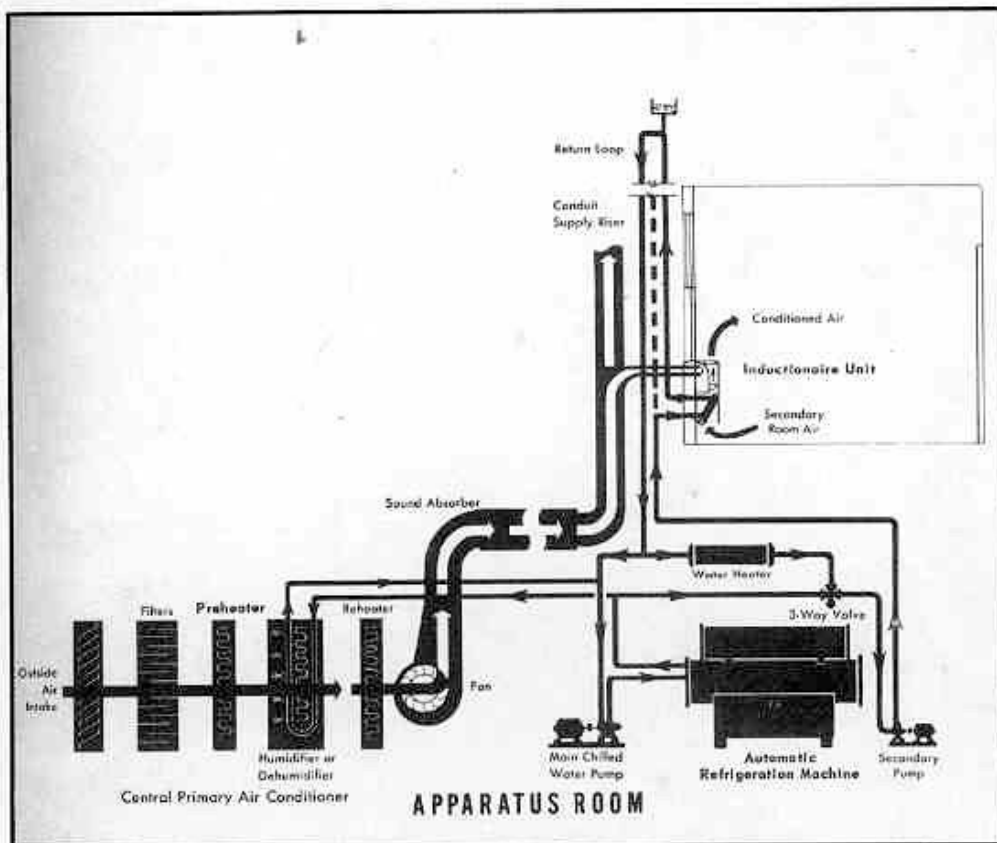 Return Loop
Conduit
Supply Riser
Conditioned Air
Inductionaire Unit
Secondary
Room Air
Sound Absorber
Water Heater
3-Way Valve
Filters
Preheater
Reheater
Outside
Air
Intake
Fan
Humidifier or
Dehumidifier
Main Chilled
Water Pump
Automatic
Refrigeration Machine
Secondary
Pump
Central Primary Air Conditioner
APPARATUS ROOM